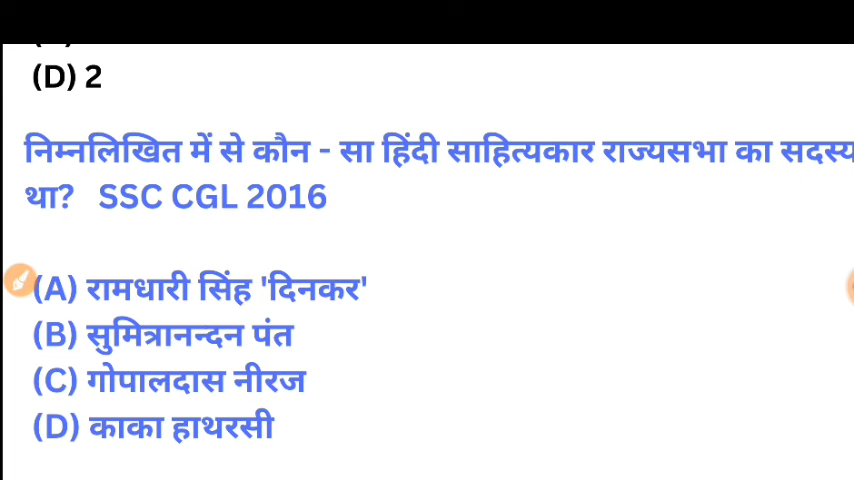 (D) 2
निम्नलिखित में से कौन - सा हिंदी साहित्यकार राज्यसभा का सदस्य
था? SSC CGL 2016
(A) रामधारी सिंह 'दिनकर'
(B) सुमित्रानन्दन पंत
(C) गोपालदास नीरज
(D) काका हाथरसी